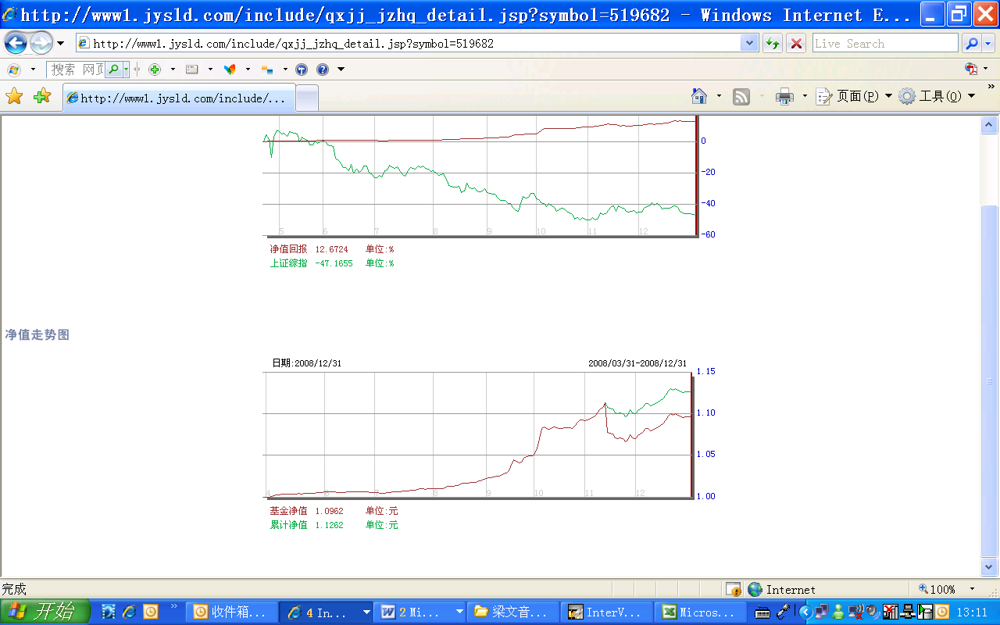 http://www1.jysld.com/include/qxjj_jzhq_detail.jsp?symbol=519682 - Windows Internet E...
http://www1.jysld.com/include/qxjj_jzhq_detail.jsp?symbol=519682
Live Search
搜索 网页
http://www1.jysld.com/include/...
页面(P)
工具(O)
0
-20
-40
-60
5 6 7 8 9 10 11 12
净值回报 12.6724 单位:%
上证综指 -47.1655 单位:%
净值走势图
日期:2008/12/31 2008/03/31-2008/12/31
1.15
1.10
1.05
1.00
4 6 7 8 9 10 11 12
基金净值 1.0962 单位:元
累计净值 1.1262 单位:元
完成 Internet 100%
开始 收件箱... 4 In... 2 Mi... 梁文音... InterV... Micros... 13:11